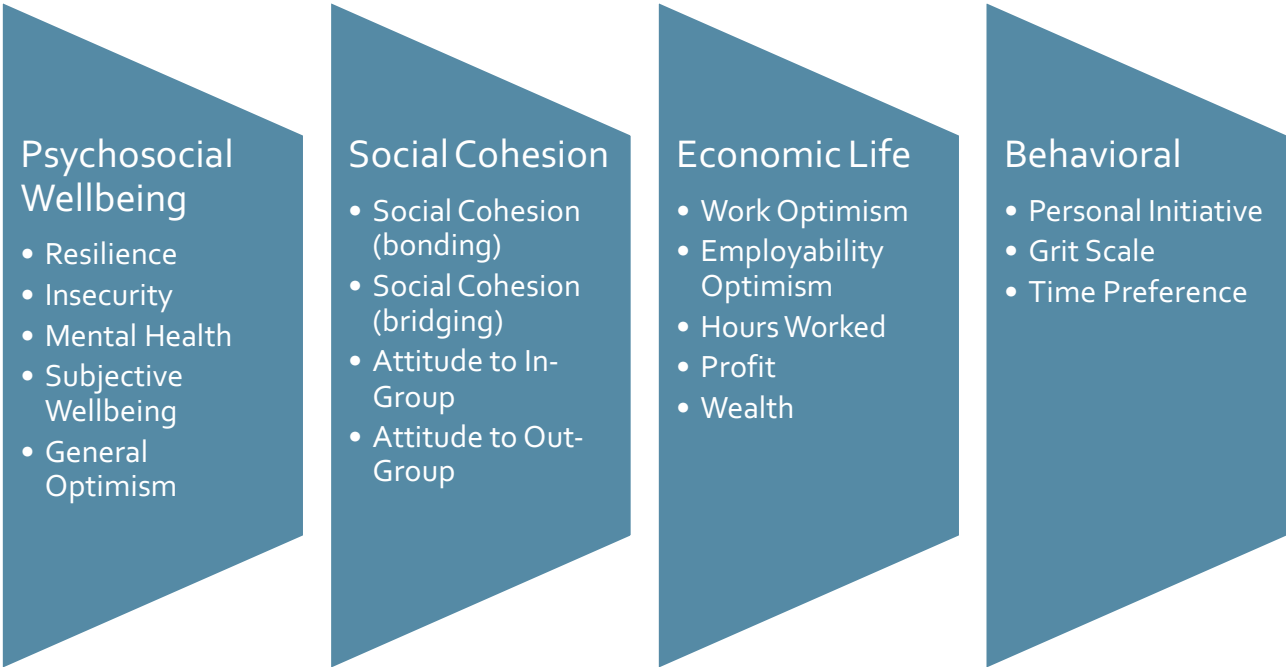 Psychosocial
Wellbeing
• Resilience
• Insecurity
• Mental Health
• Subjective
Wellbeing
• General
Optimism
Social Cohesion
• Social Cohesion
(bonding)
• Social Cohesion
(bridging)
• Attitude to In-
Group
• Attitude to Out-
Group
Economic Life
• Work Optimism
• Employability
Optimism
• Hours Worked
• Profit
• Wealth
Behavioral
• Personal Initiative
• Grit Scale
• Time Preference